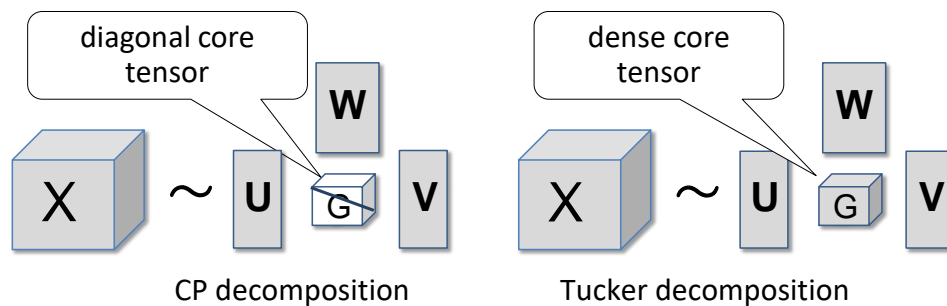 diagonal core
tensor
W
X ~ U G V
CP decomposition
dense core
tensor
W
X ~ U G V
Tucker decomposition